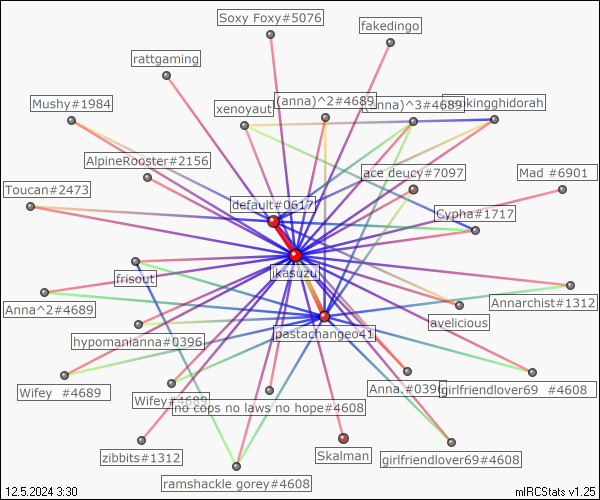 Soxy Foxy#5076
fakedingo
rattgaming
Mushy#1984
xenoyaut
(anna)^2#4689
(anna)^3#4689
kingghidorah
AlpineRooster#2156
ace deucy#7097
Mad #6901
Toucan#2473
default#0617
Cypha#1717
ikasuzu
frisout
Anna^2#4689
Annarchist#1312
avelicious
hypomanianna#0396
pastachangeo41
Wifey #4689
Wifey#4689
Anna.#0396
girlfriendlover69 #4608
no cops no laws no hope#4608
zibbits#1312
Skalman
girlfriendlover69#4608
ramshackle gorey#4608
12.5.2024 3:30
mIRCStats v1.25